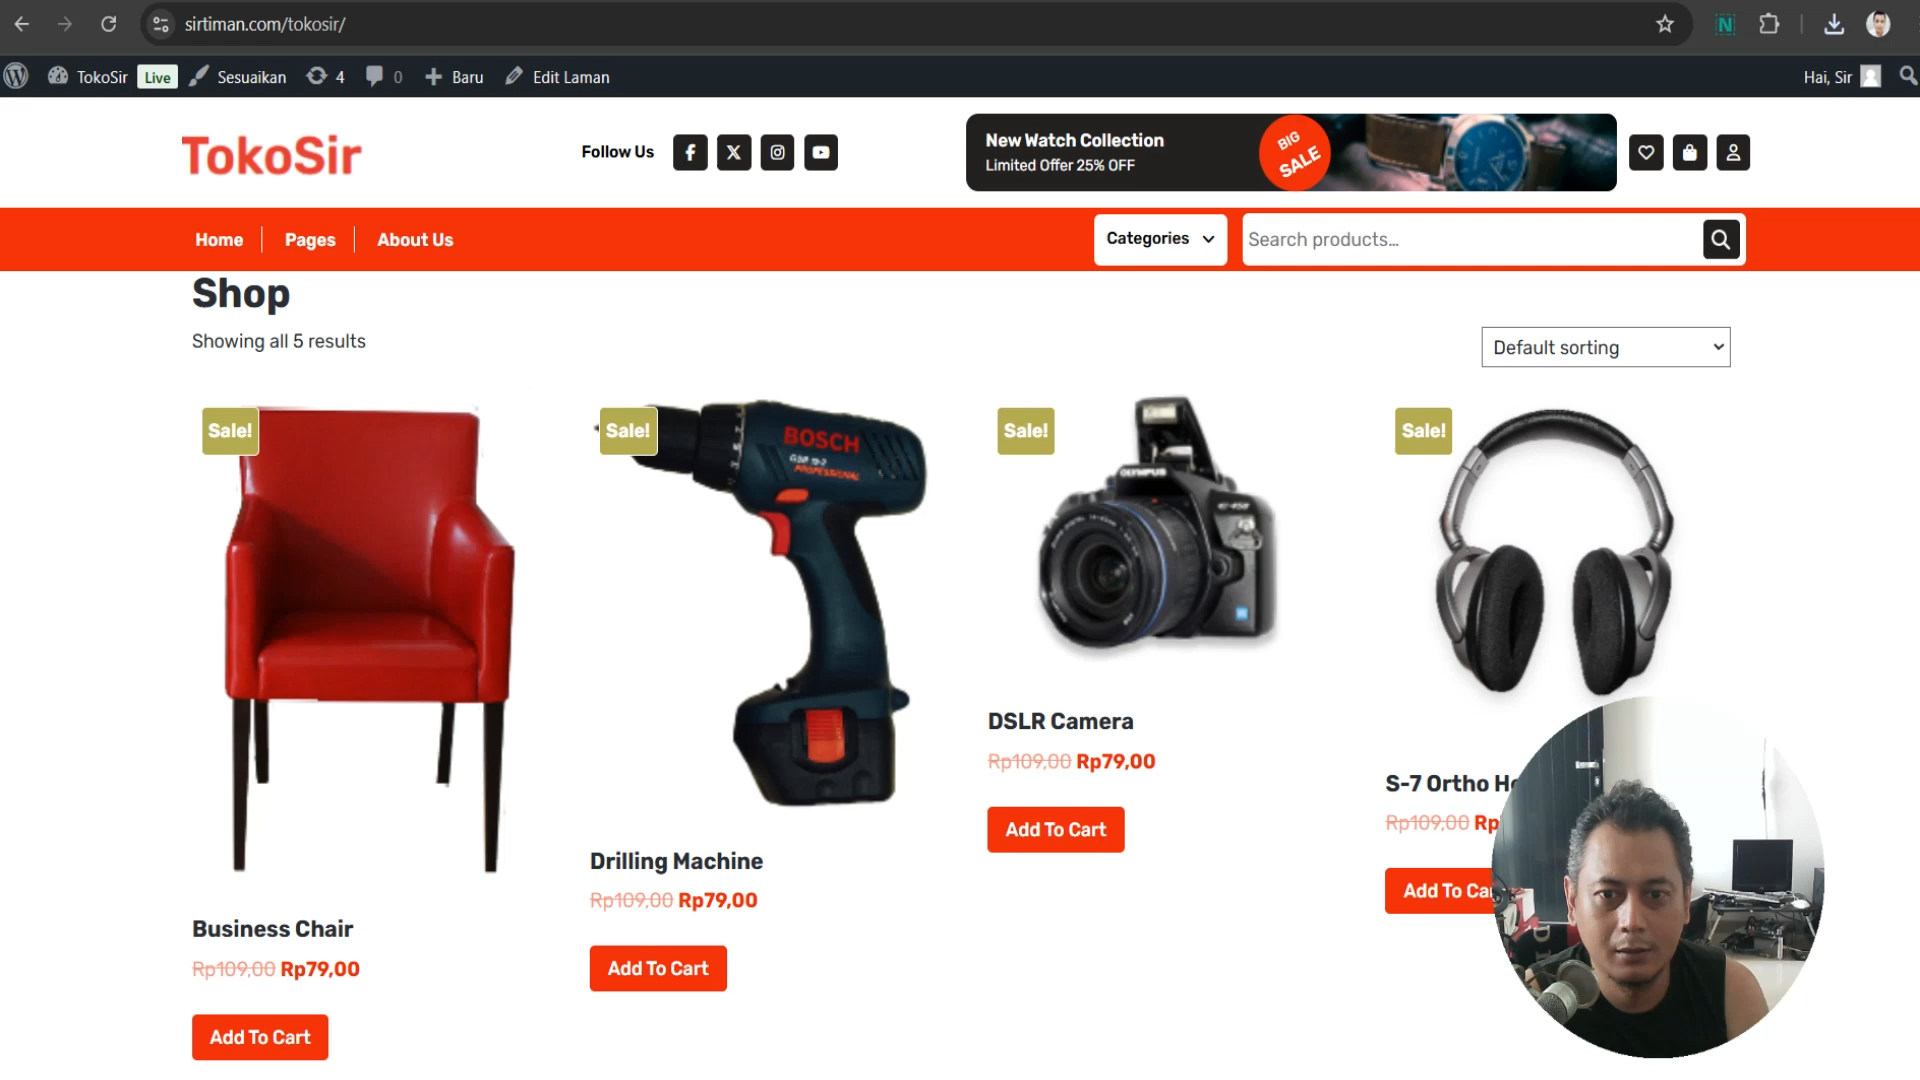 sirtiman.com/tokosir/
TokoSir Live Sesuaikan 4 0 Baru Edit Laman Hai, Sir
TokoSir
Follow Us
New Watch Collection
Limited Offer 25% OFF
BIG
SALE
Home Pages About Us Categories Search products...
Shop
Showing all 5 results
Default sorting
Sale! Sale! Sale! Sale!
BOSCH
PROFESSIONAL
OLYMPUS
Business Chair
Rp109,00 Rp79,00
Add To Cart
Drilling Machine
Rp109,00 Rp79,00
Add To Cart
DSLR Camera
Rp109,00 Rp79,00
Add To Cart
S-7 Ortho
Rp109,00 Rp
Add To